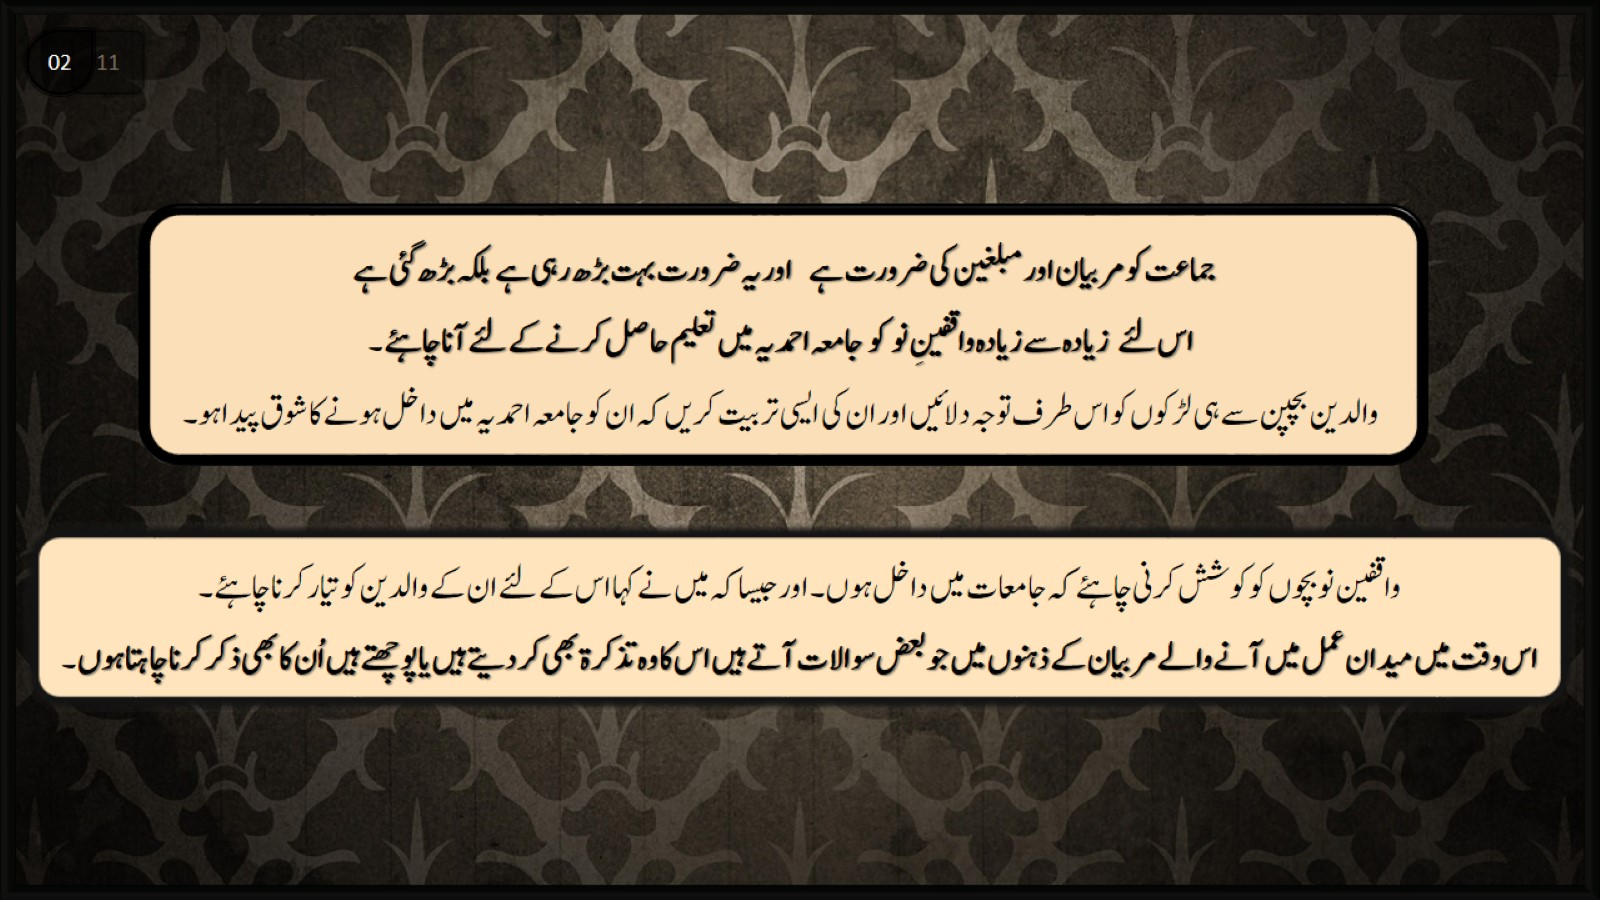 02 11
جماعت کو مربیان اور مبلغین کی ضرورت ہے اور یہ ضرورت بہت بڑھ رہی ہے بلکہ بڑھ گئی ہے
اس لئے زیادہ سے زیادہ واقفینِ نو کو جامعہ احمدیہ میں تعلیم حاصل کرنے کے لئے آنا چاہئے۔
والدین بچپن سے ہی لڑکوں کو اس طرف توجہ دلائیں اور ان کی ایسی تربیت کریں کہ ان کو جامعہ احمدیہ میں داخل ہونے کا شوق پیدا ہو۔
واقفین نو بچوں کو کوشش کرنی چاہئے کہ جامعات میں داخل ہوں۔ اور جیسا کہ میں نے کہا اس کے لئے ان کے والدین کو تیار کرنا چاہئے۔
اس وقت میں میدان عمل میں آنے والے مربیان کے ذہنوں میں جو بعض سوالات آتے ہیں اس کا وہ تذکرۃ بھی کر دیتے ہیں یا پوچھتے ہیں اُن کا بھی ذکر کرنا چاہتا ہوں۔